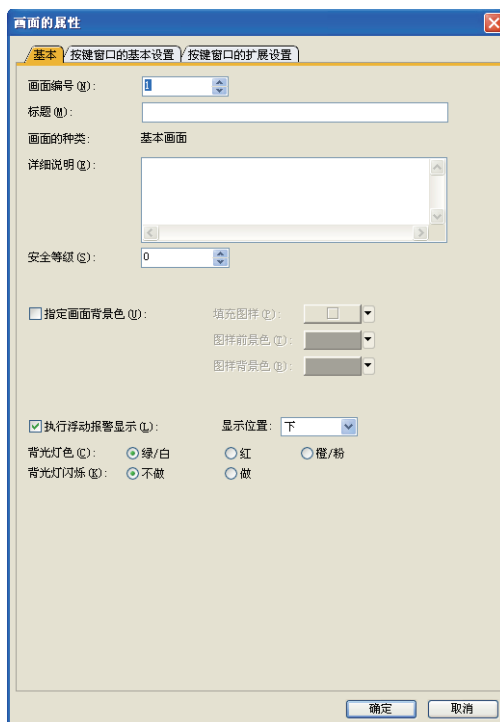 画面的属性
基本 按键窗口的基本设置 按键窗口的扩展设置
画面编号(N): 1
标题(M):
画面的种类: 基本画面
详细说明(E):
安全等级(S): 0
指定画面背景色(U): 填充图样(P):
图样前景色(T):
图样背景色(B):
执行浮动报警显示(L): 显示位置: 下
背光灯色(C): 绿/白 红 橙/粉
背光灯闪烁(K): 不做 做
确定 取消